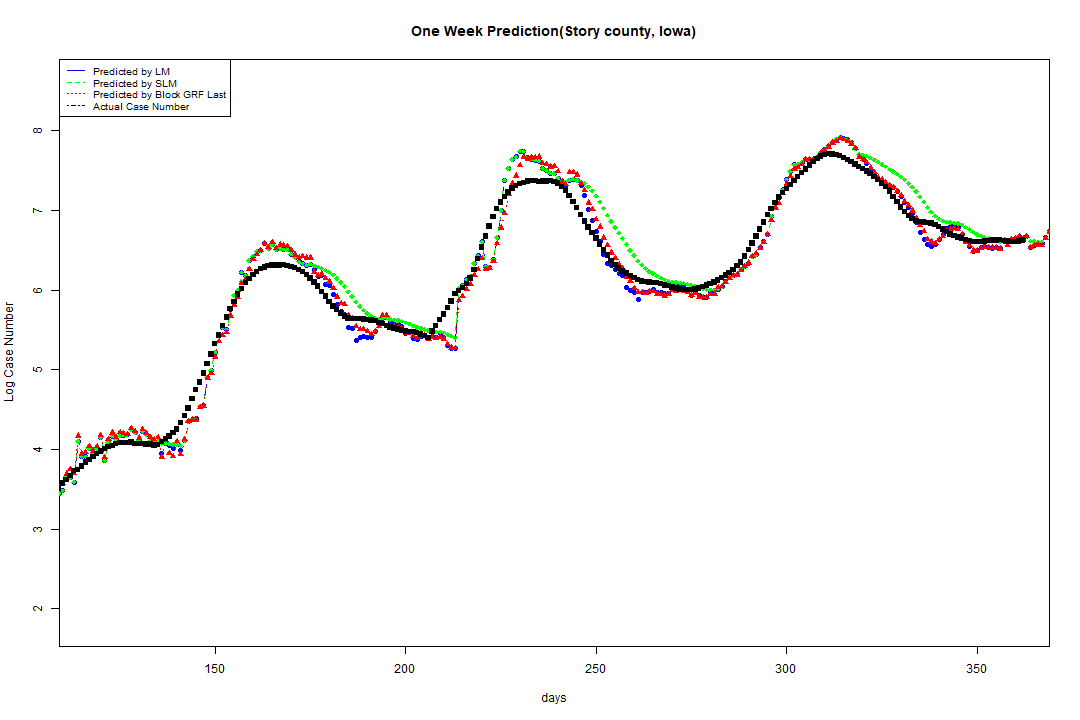 One Week Prediction(Story county, Iowa)
Predicted by LM
Predicted by SLM
Predicted by Block GRF Last
Actual Case Number
8
7
6
5
4
3
2
Log Case Number
150 200 250 300 350
days